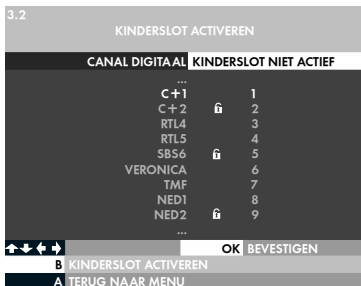 3.2
KINDERSLOT ACTIVEREN
CANAL DIGITAAL KINDERSLOT NIET ACTIEF
...
C+1 1
C+2 2
RTL4 3
RTL5 4
SBS6 5
VERONICA 6
TMF 7
NED1 8
NED2 9
...
OK BEVESTIGEN
B KINDERSLOT ACTIVEREN
A TERUG NAAR MENU